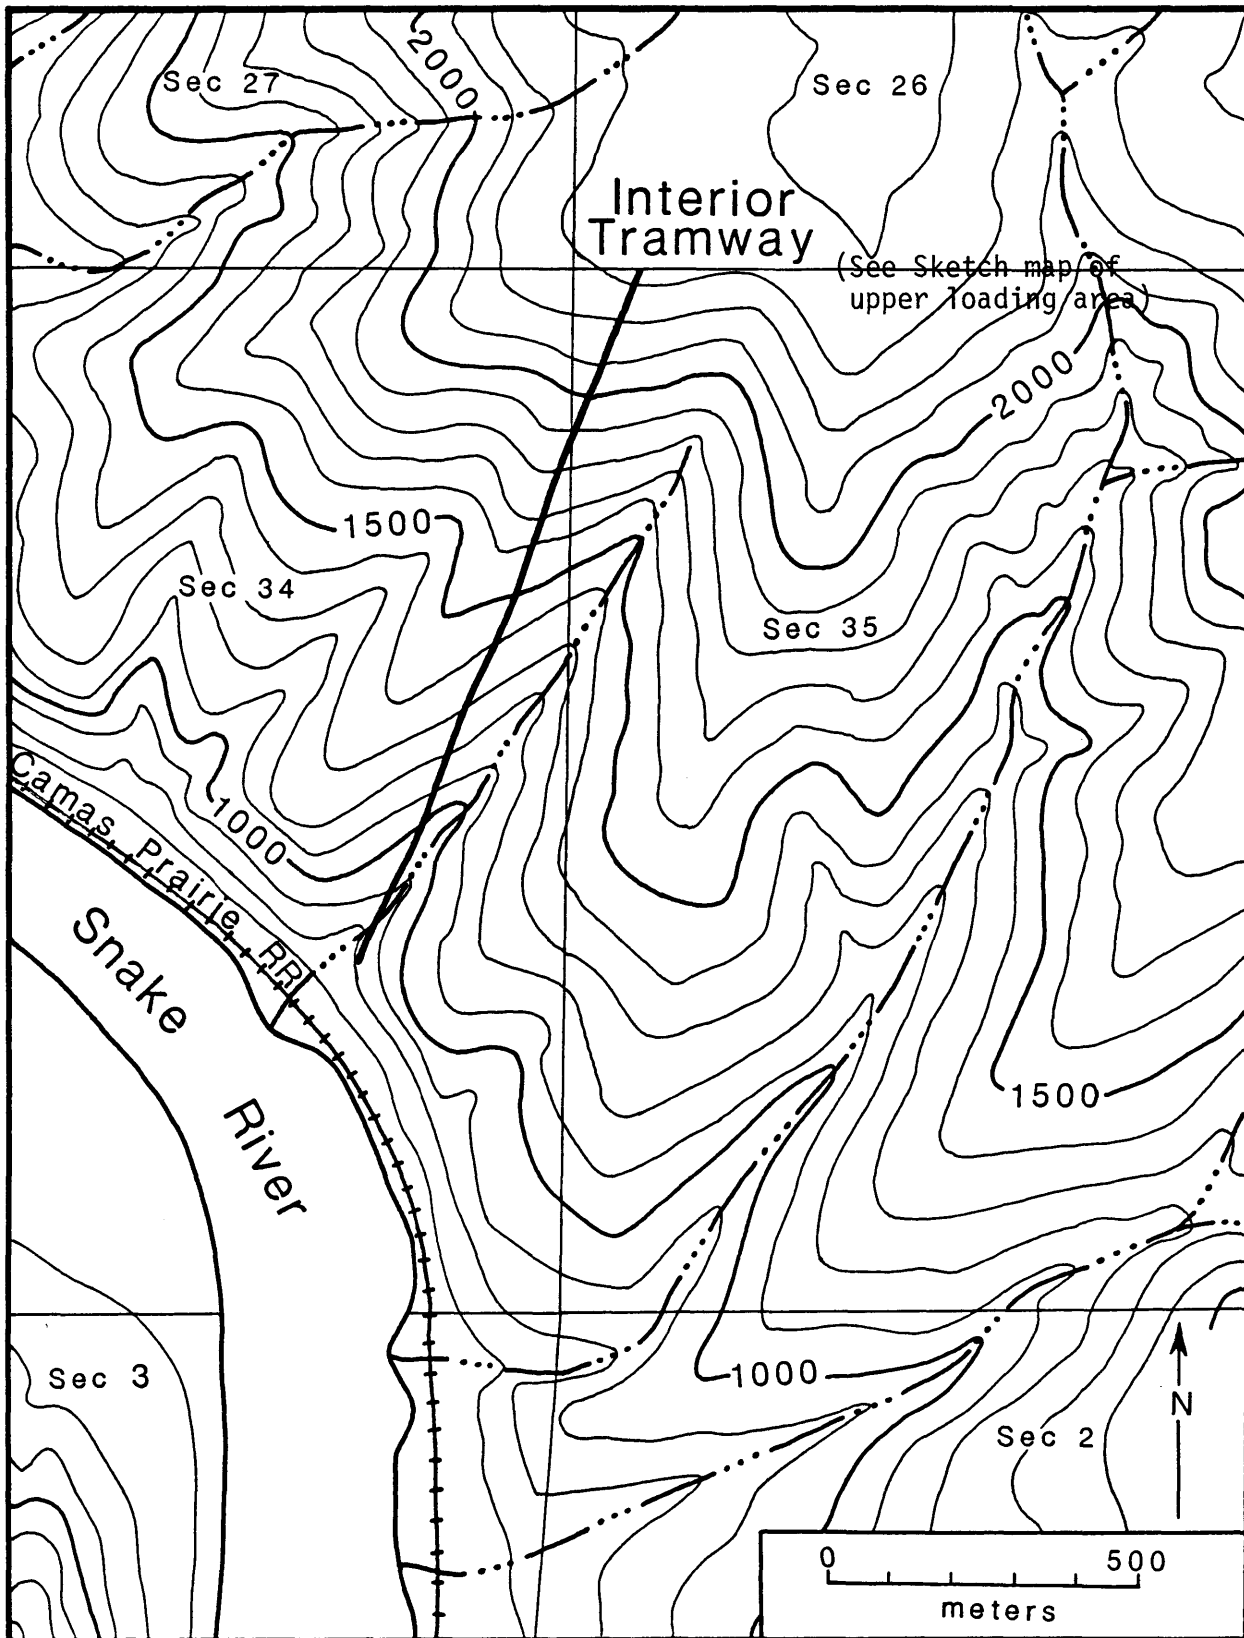 2000
Sec 27
Sec 26
Interior
Tramway
(See Sketch map of
upper loading area)
2000
1500
Sec 34
Sec 35
Camas Prairie RR
1000
Snake
River
1500
1000
Sec 3
N
Sec 2
0 500
meters